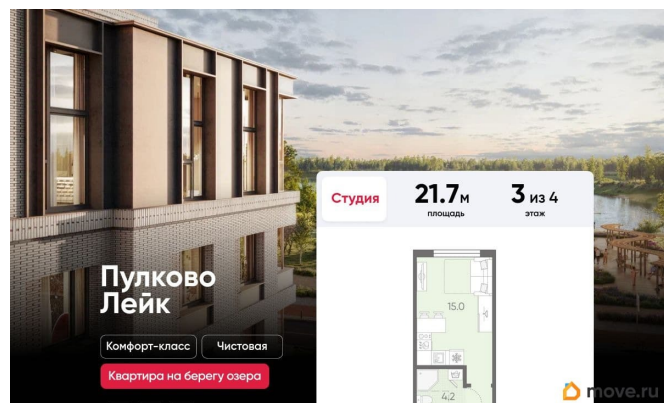 Студия
21.7 м
площадь
3 из 4
этаж
15.0
4.2
Пулково
Лейк
Комфорт-класс
Чистовая
Квартира на берегу озера
move.ru